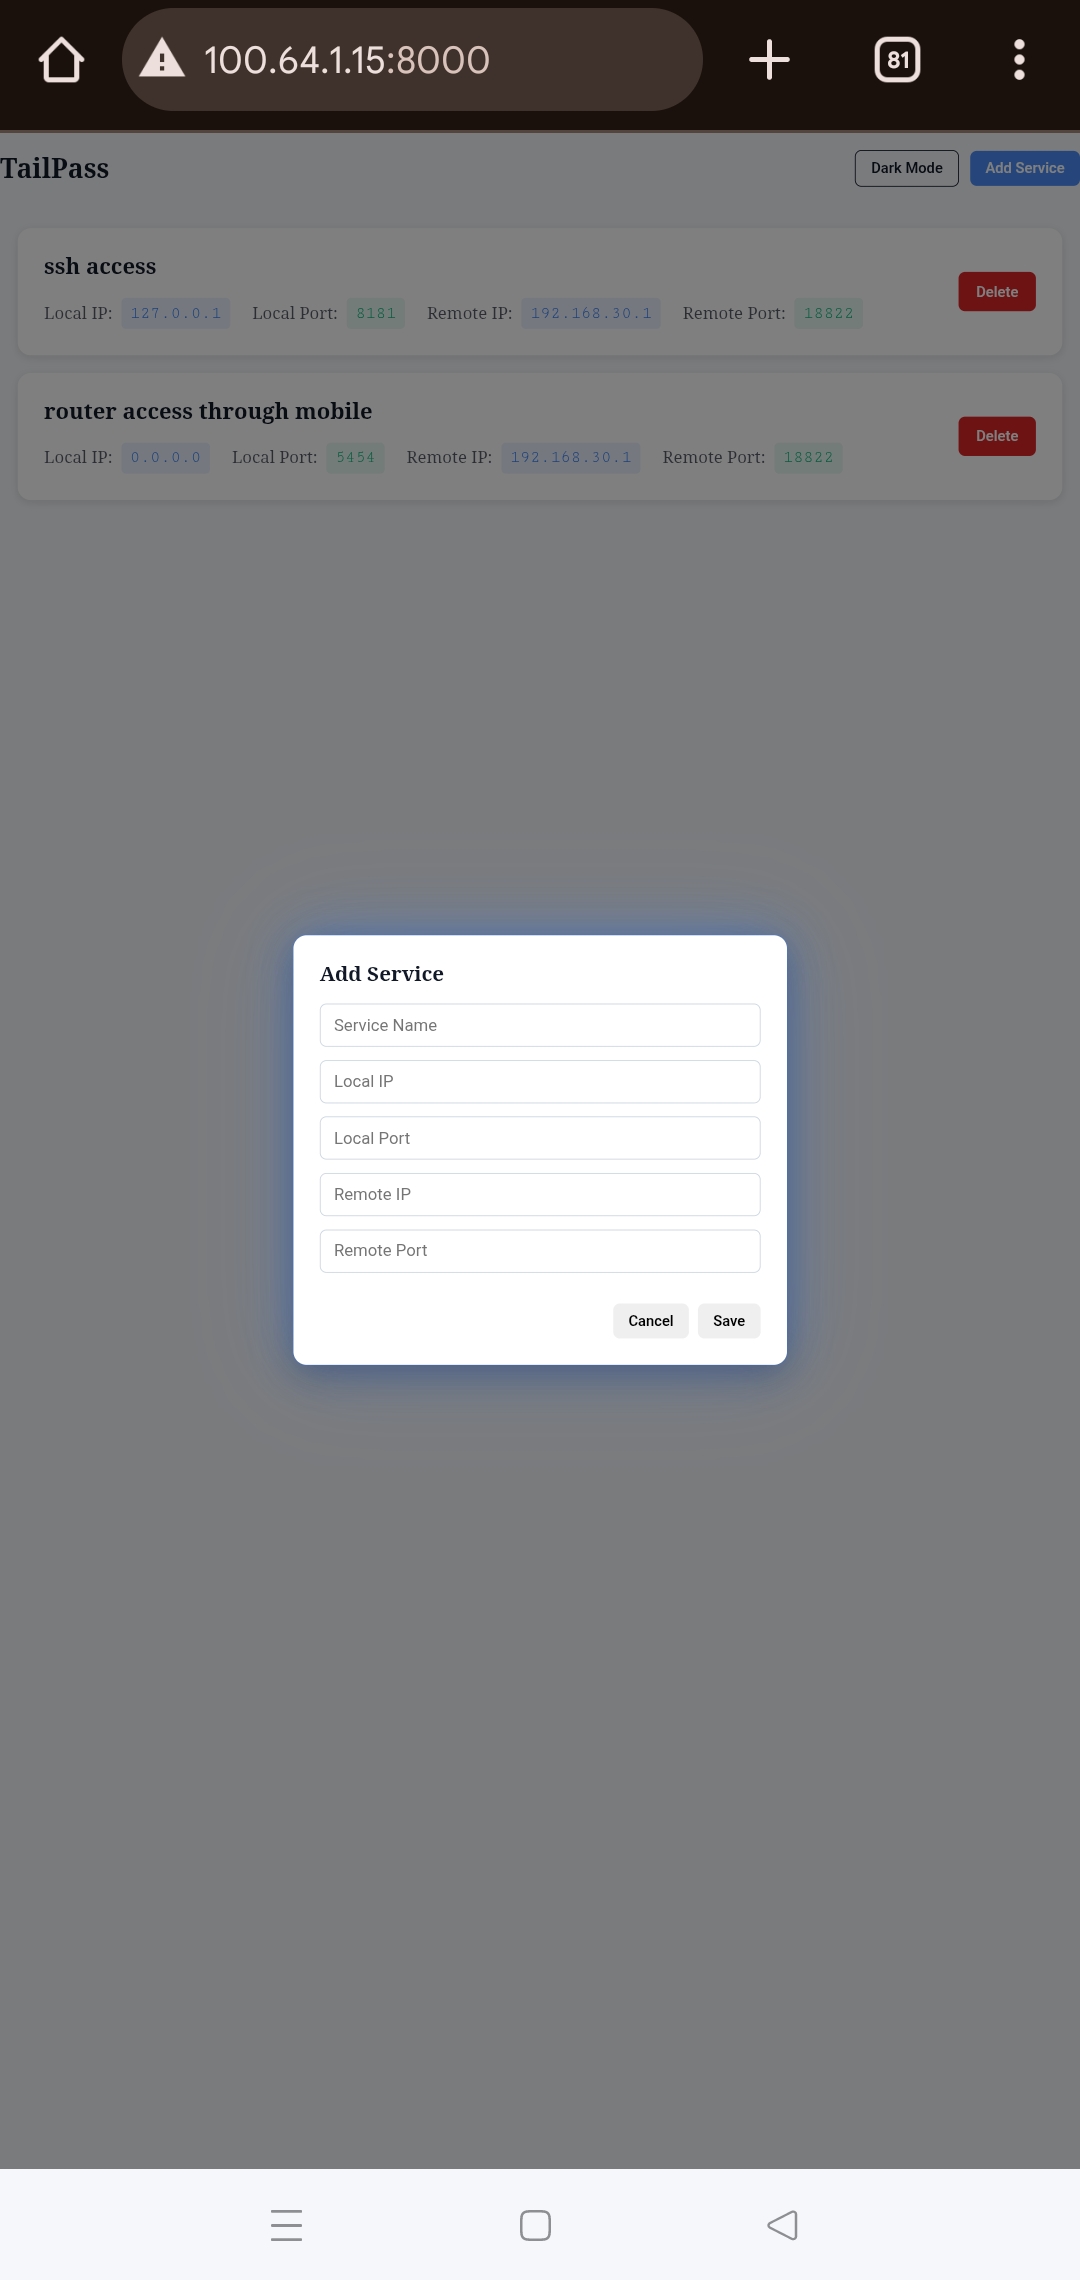 100.64.1.15:8000
81
TailPass
Dark Mode
Add Service
ssh access
Local IP: 127.0.0.1 Local Port: 8181 Remote IP: 192.168.30.1 Remote Port: 18822
Delete
router access through mobile
Local IP: 0.0.0.0 Local Port: 5454 Remote IP: 192.168.30.1 Remote Port: 18822
Delete
Add Service
Service Name
Local IP
Local Port
Remote IP
Remote Port
Cancel Save